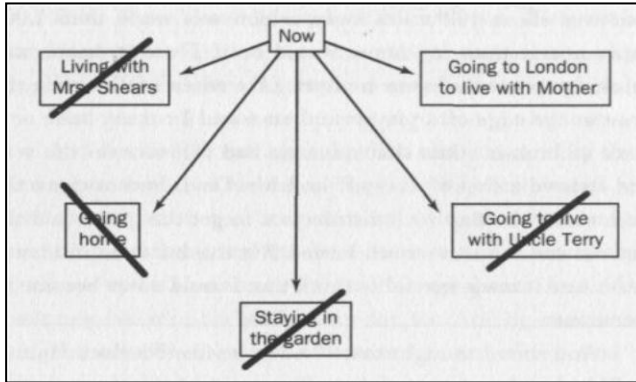 Now
Living with
Mrs. Shears
Going to London
to live with Mother
Going
home
Going to live
with Uncle Terry
Staying in
the garden